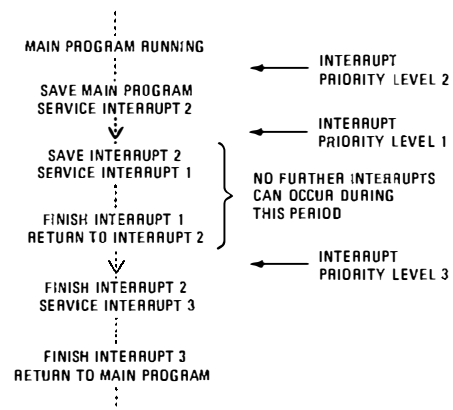 MAIN PROGRAM RUNNING
INTERRUPT
PRIORITY LEVEL 2
SAVE MAIN PROGRAM
SERVICE INTERRUPT 2
INTERRUPT
PRIORITY LEVEL 1
SAVE INTERRUPT 2
SERVICE INTERRUPT 1
NO FURTHER INTERRUPTS
CAN OCCUR DURING
THIS PERIOD
FINISH INTERRUPT 1
RETURN TO INTERRUPT 2
INTERRUPT
PRIORITY LEVEL 3
FINISH INTERRUPT 2
SERVICE INTERRUPT 3
FINISH INTERRUPT 3
RETURN TO MAIN PROGRAM